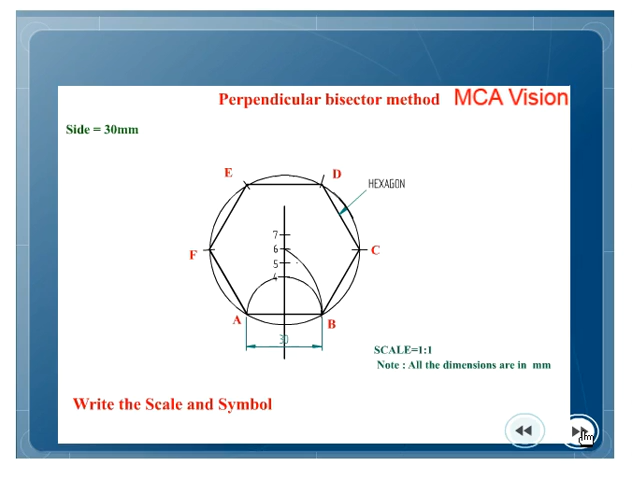 Perpendicular bisector method MCA Vision
Side = 30mm
E
D
HEXAGON
7
6
5
4
F
C
A
B
30
SCALE=1:1
Note : All the dimensions are in mm
Write the Scale and Symbol